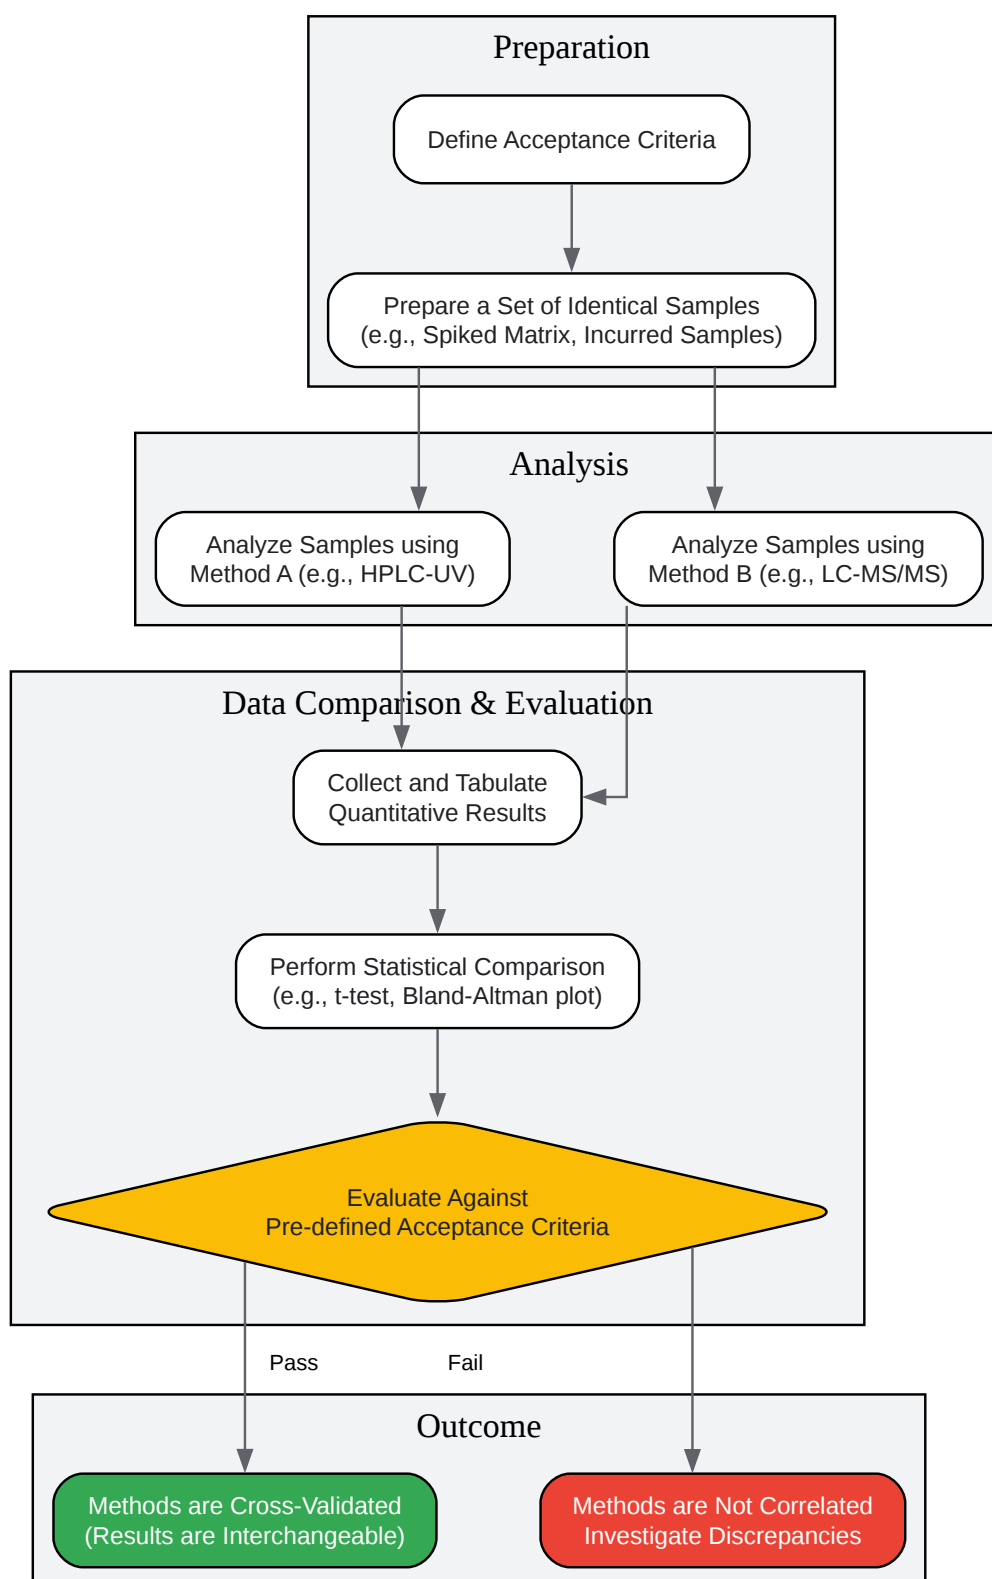 Preparation
Define Acceptance Criteria
Prepare a Set of Identical Samples
(e.g., Spiked Matrix, Incurred Samples)
Analysis
Analyze Samples using
Method A (e.g., HPLC-UV)
Analyze Samples using
Method B (e.g., LC-MS/MS)
Data Comparison & Evaluation
Collect and Tabulate
Quantitative Results
Perform Statistical Comparison
(e.g., t-test, Bland-Altman plot)
Evaluate Against
Pre-defined Acceptance Criteria
Pass
Fail
Outcome
Methods are Cross-Validated
(Results are Interchangeable)
Methods are Not Correlated
Investigate Discrepancies